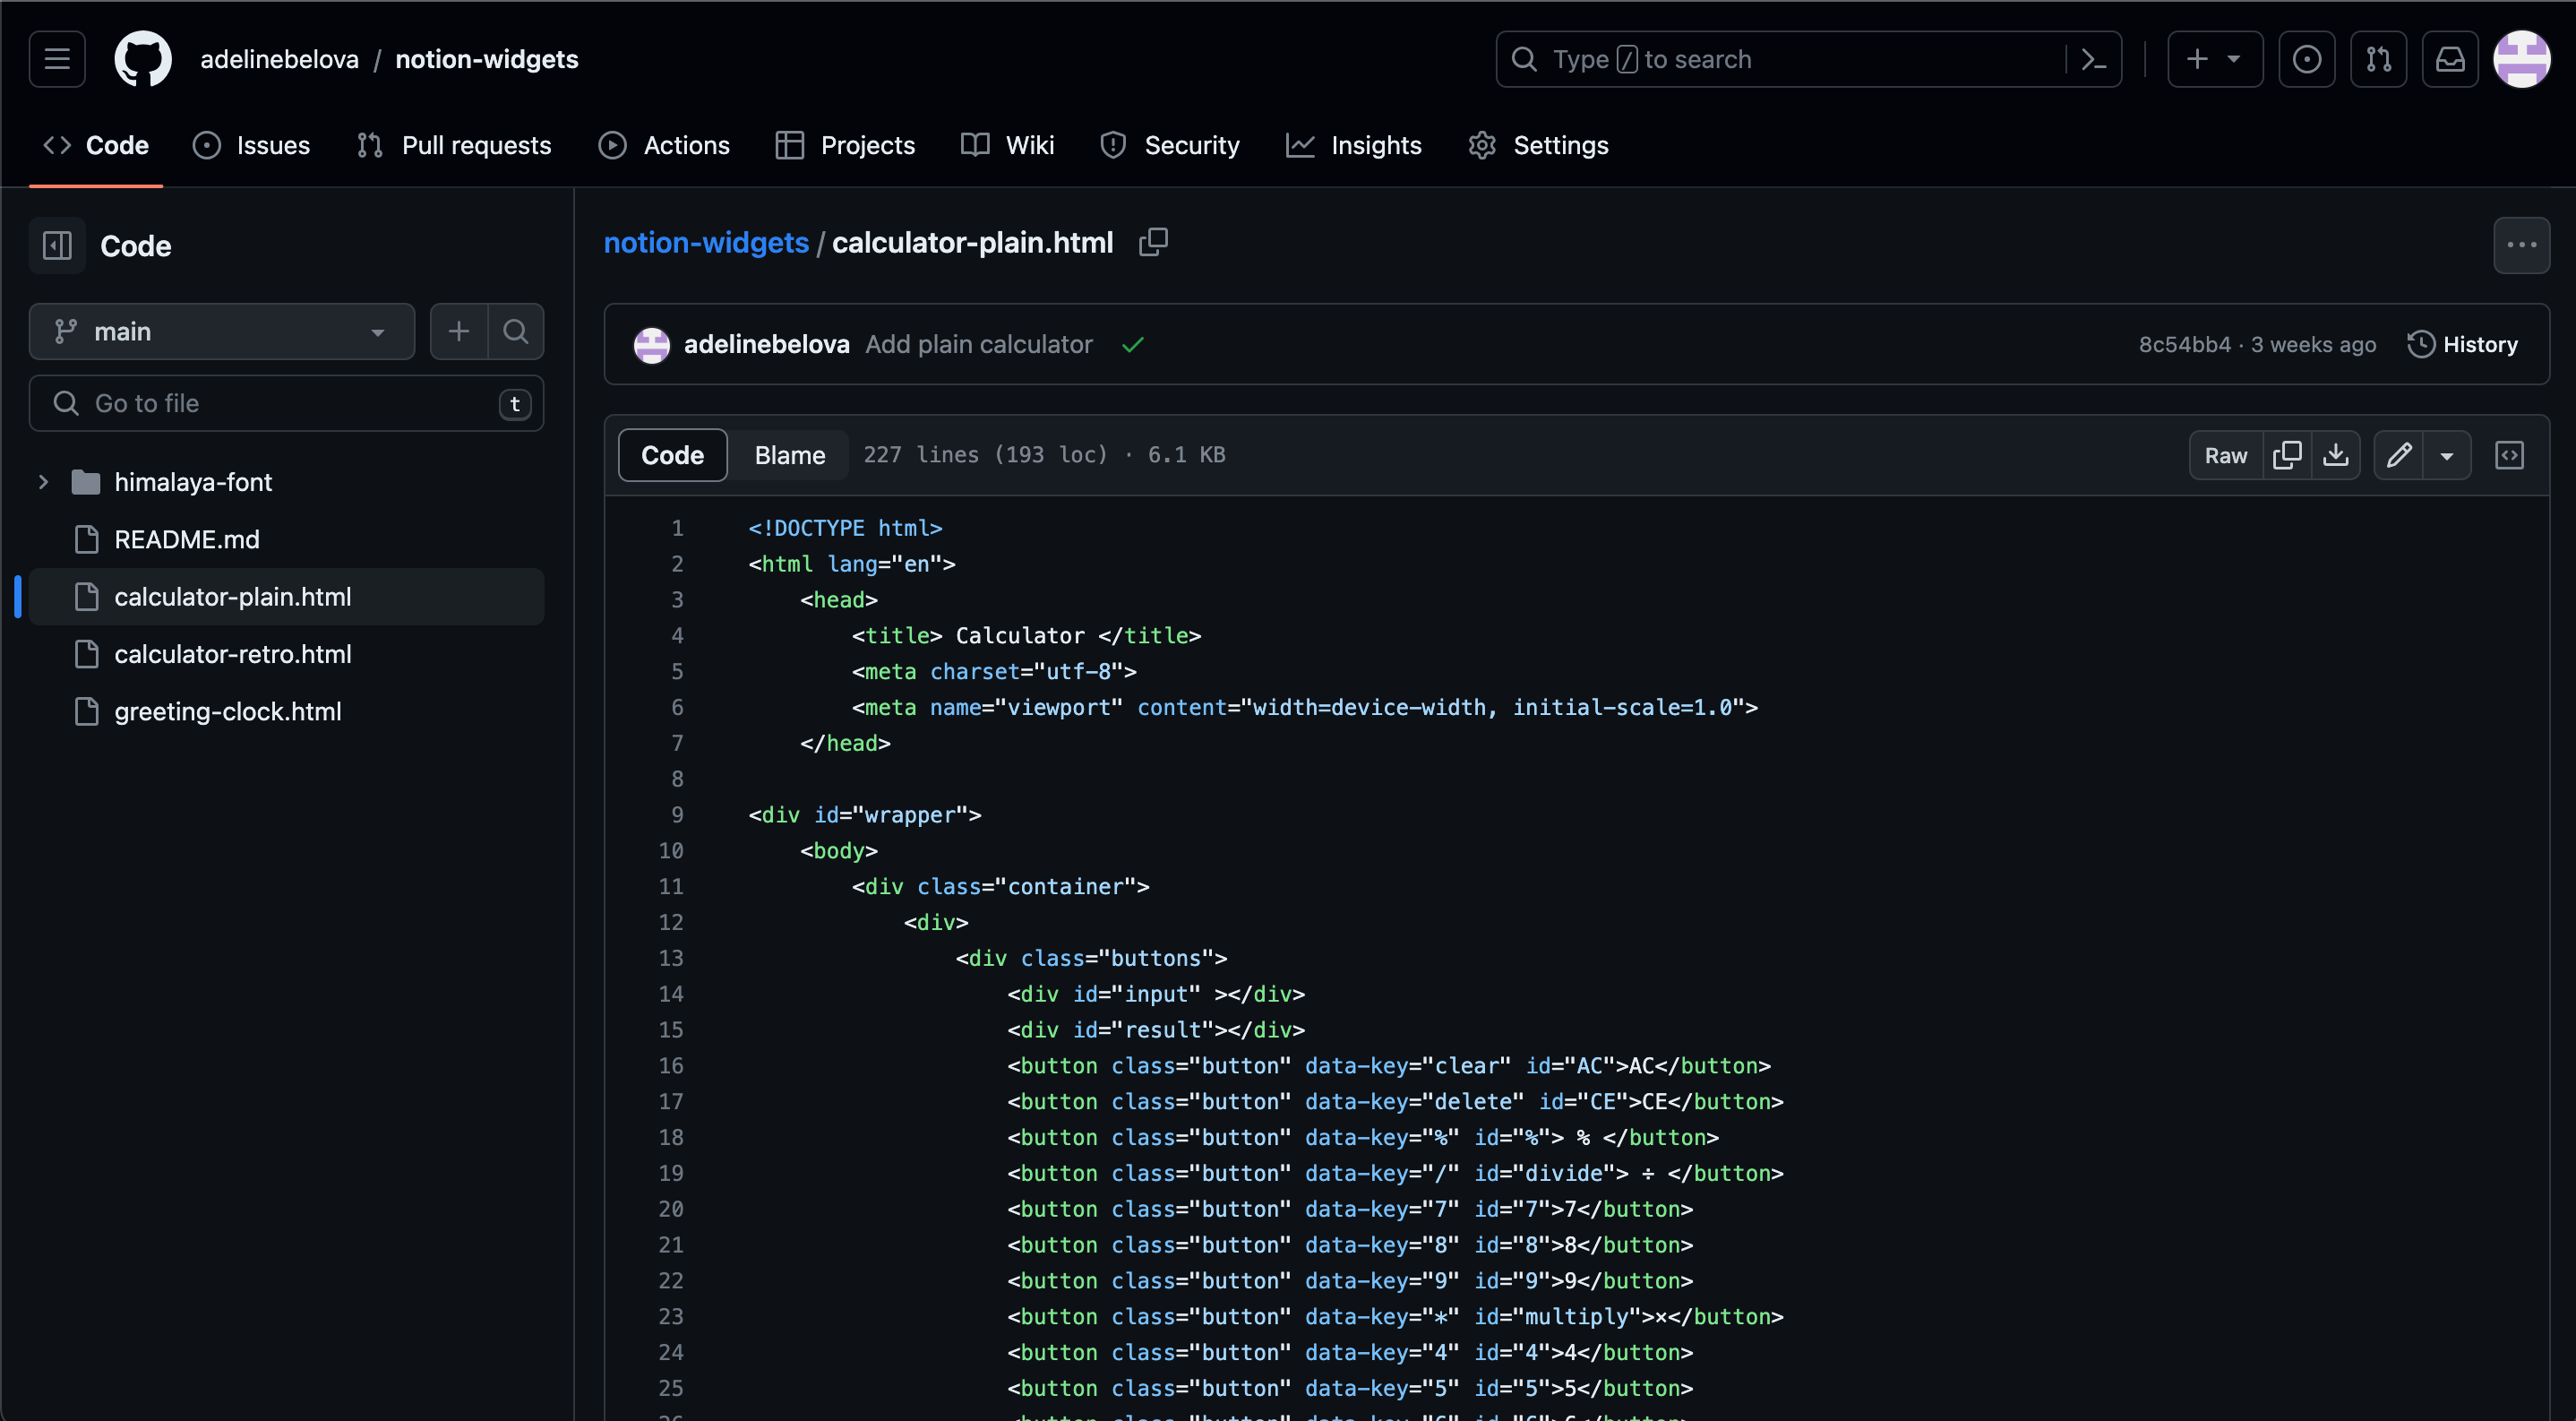 adelinebelova / notion-widgets
Type / to search
Code Issues Pull requests Actions Projects Wiki Security Insights Settings
Code
main
Go to file t
himalaya-font
README.md
calculator-plain.html
calculator-retro.html
greeting-clock.html
notion-widgets / calculator-plain.html
adelinebelova Add plain calculator 8c54bb4 · 3 weeks ago History
Code Blame 227 lines (193 loc) · 6.1 KB Raw
1 <!DOCTYPE html>
2 <html lang="en">
3 <head>
4 <title> Calculator </title>
5 <meta charset="utf-8">
6 <meta name="viewport" content="width=device-width, initial-scale=1.0">
7 </head>
8
9 <div id="wrapper">
10 <body>
11 <div class="container">
12 <div>
13 <div class="buttons">
14 <div id="input" ></div>
15 <div id="result"></div>
16 <button class="button" data-key="clear" id="AC">AC</button>
17 <button class="button" data-key="delete" id="CE">CE</button>
18 <button class="button" data-key="%" id="%"> % </button>
19 <button class="button" data-key="/" id="divide"> ÷ </button>
20 <button class="button" data-key="7" id="7">7</button>
21 <button class="button" data-key="8" id="8">8</button>
22 <button class="button" data-key="9" id="9">9</button>
23 <button class="button" data-key="*" id="multiply">×</button>
24 <button class="button" data-key="4" id="4">4</button>
25 <button class="button" data-key="5" id="5">5</button>